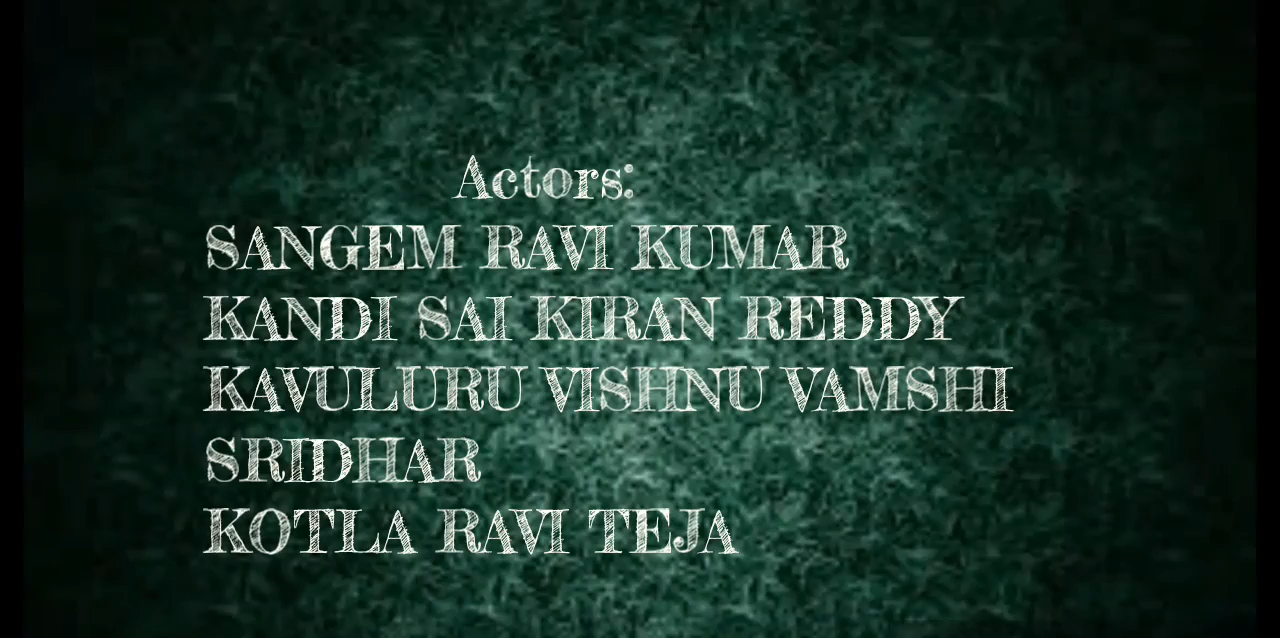 Actors:
SANGEM RAVI KUMAR
KANDI SAI KIRAN REDDY
KAVULURU VISHNU VAMSHI
SRIDHAR
KOTLA RAVI TEJA